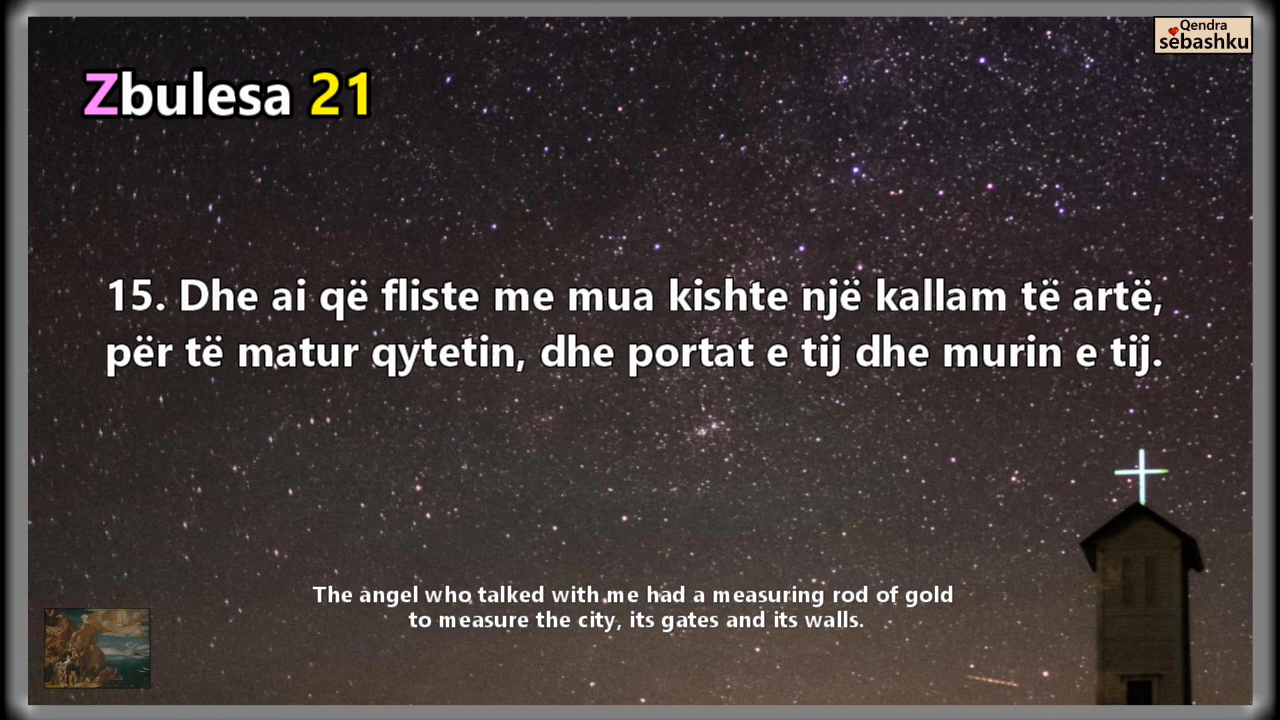 Qendra
sebashku
Zbulesa 21
15. Dhe ai që fliste me mua kishte një kallam të artë,
për të matur qytetin, dhe portat e tij dhe murin e tij.
The angel who talked with me had a measuring rod of gold
to measure the city, its gates and its walls.